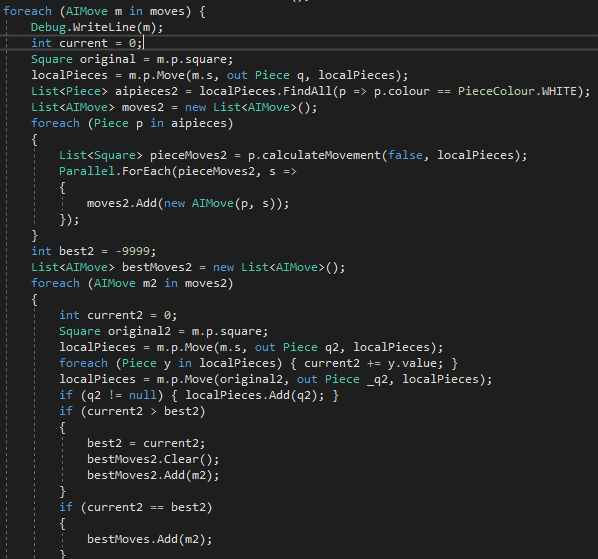 foreach (AIMove m in moves) {
Debug.WriteLine(m);
int current = 0;
Square original = m.p.square;
localPieces = m.p.Move(m.s, out Piece q, localPieces);
List<Piece> aipieces2 = localPieces.FindAll(p => p.colour == PieceColour.WHITE);
List<AIMove> moves2 = new List<AIMove>();
foreach (Piece p in aipieces)
{
List<Square> pieceMoves2 = p.calculateMovement(false, localPieces);
Parallel.ForEach(pieceMoves2, s =>
{
moves2.Add(new AIMove(p, s));
});
}
int best2 = -9999;
List<AIMove> bestMoves2 = new List<AIMove>();
foreach (AIMove m2 in moves2)
{
int current2 = 0;
Square original2 = m.p.square;
localPieces = m.p.Move(m.s, out Piece q2, localPieces);
foreach (Piece y in localPieces) { current2 += y.value; }
localPieces = m.p.Move(original2, out Piece _q2, localPieces);
if (q2 != null) { localPieces.Add(q2); }
if (current2 > best2)
{
best2 = current2;
bestMoves2.Clear();
bestMoves2.Add(m2);
}
if (current2 == best2)
{
bestMoves.Add(m2);
}